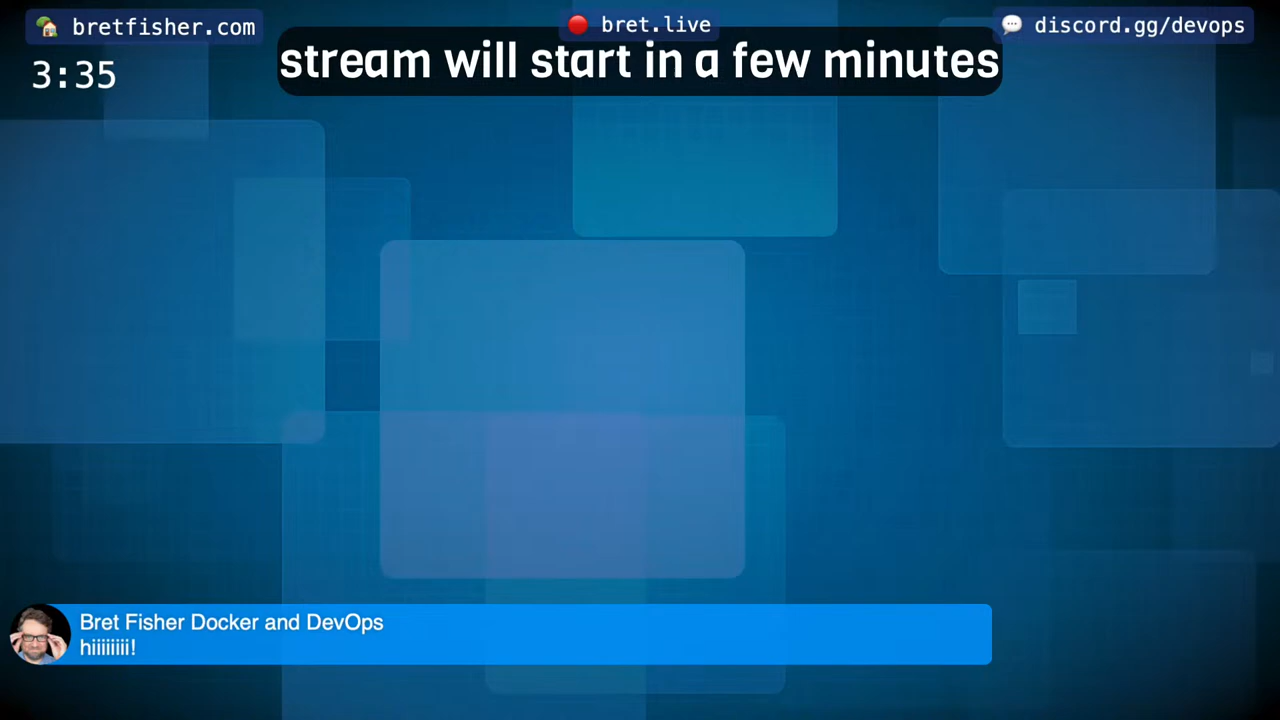 bretfisher.com
bret.live
discord.gg/devops
stream will start in a few minutes
3:35
Bret Fisher Docker and DevOps
hiiiiiiii!